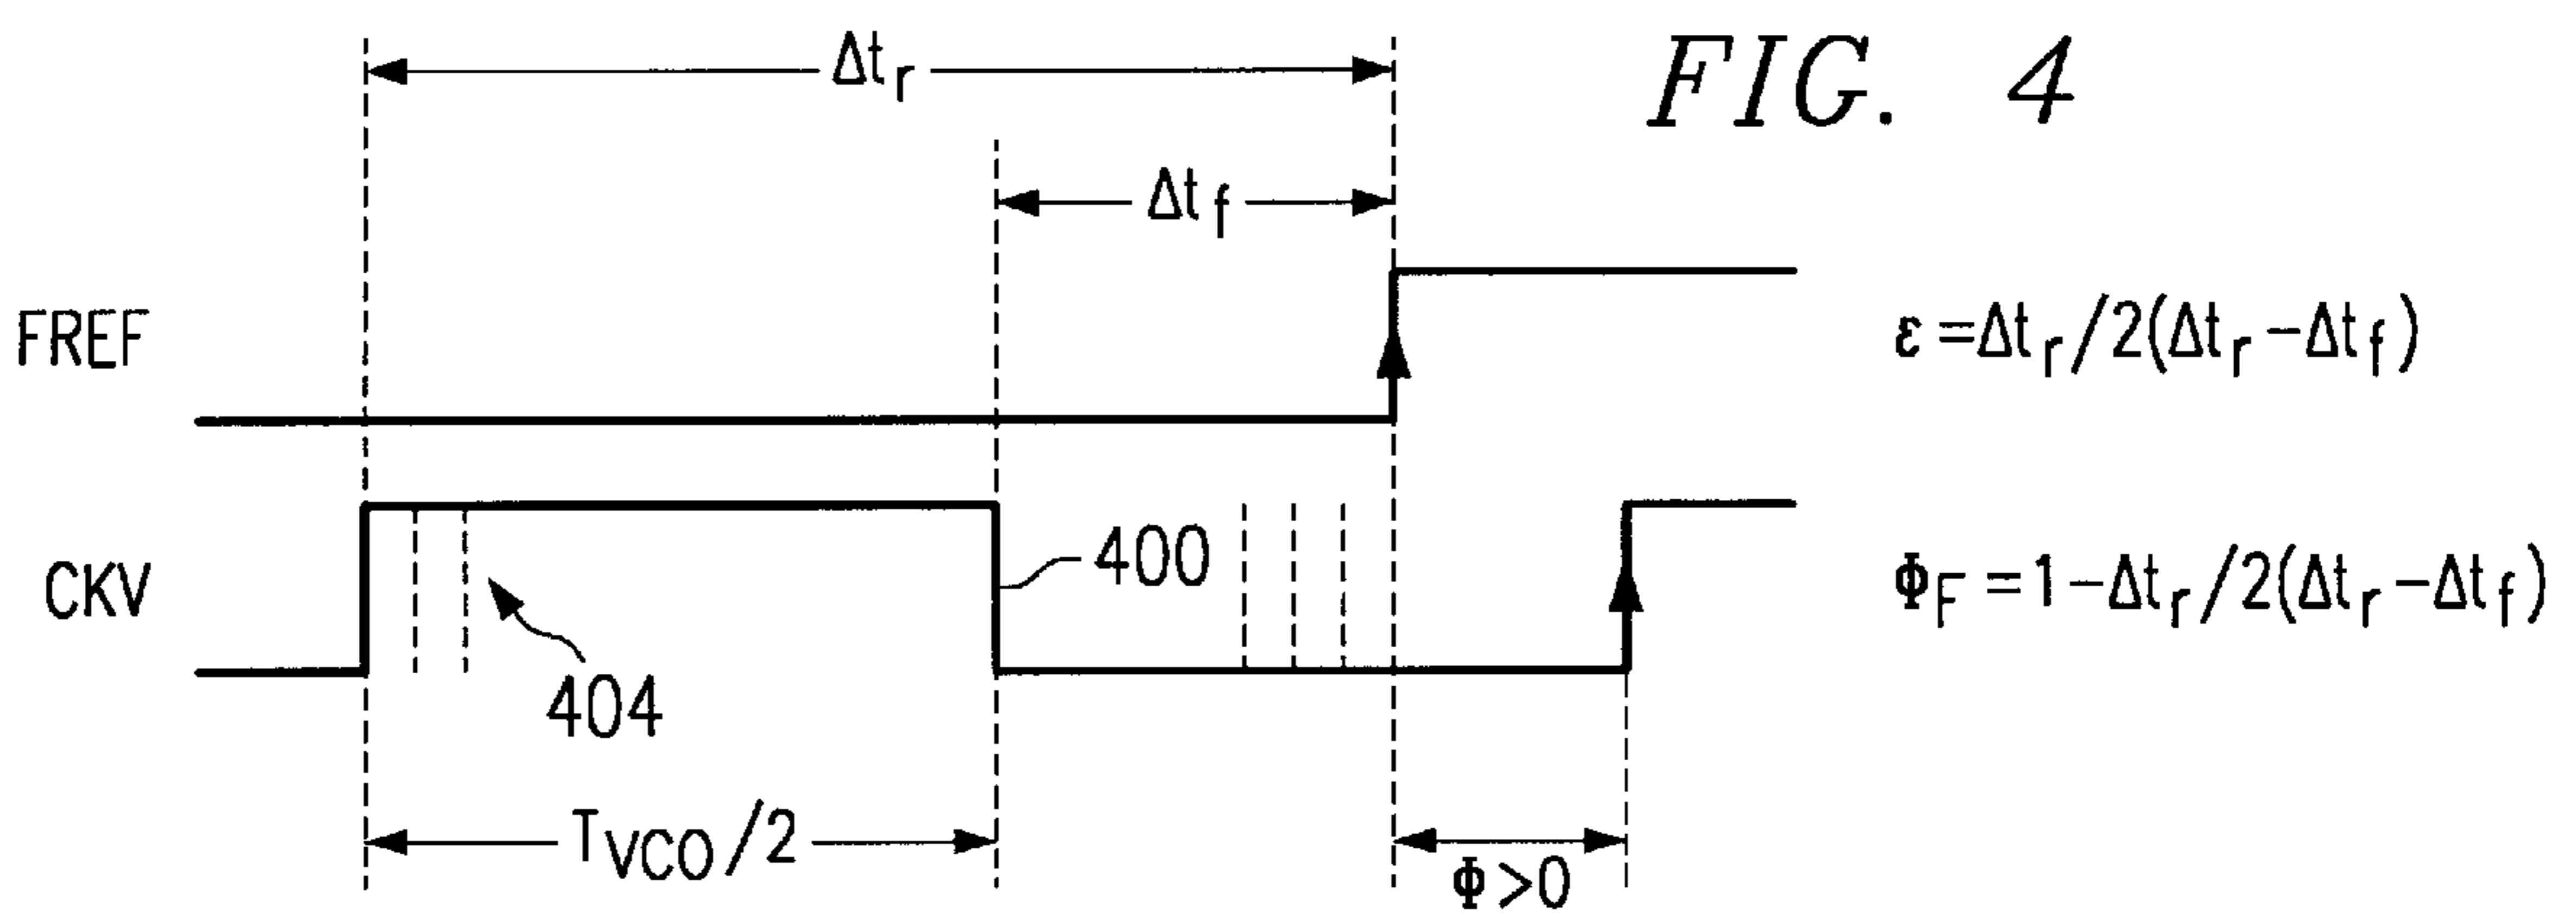 Δtr
FIG. 4
Δtf
FREF
ε=Δtr/2(Δtr-Δtf)
CKV
400
ΦF=1-Δtr/2(Δtr-Δtf)
404
TVCO/2
Φ>0